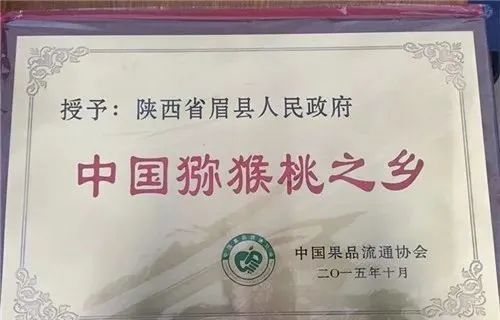 授予：陕西省眉县人民政府
中国猕猴桃之乡
中国果品流通协会
二〇一五年十月